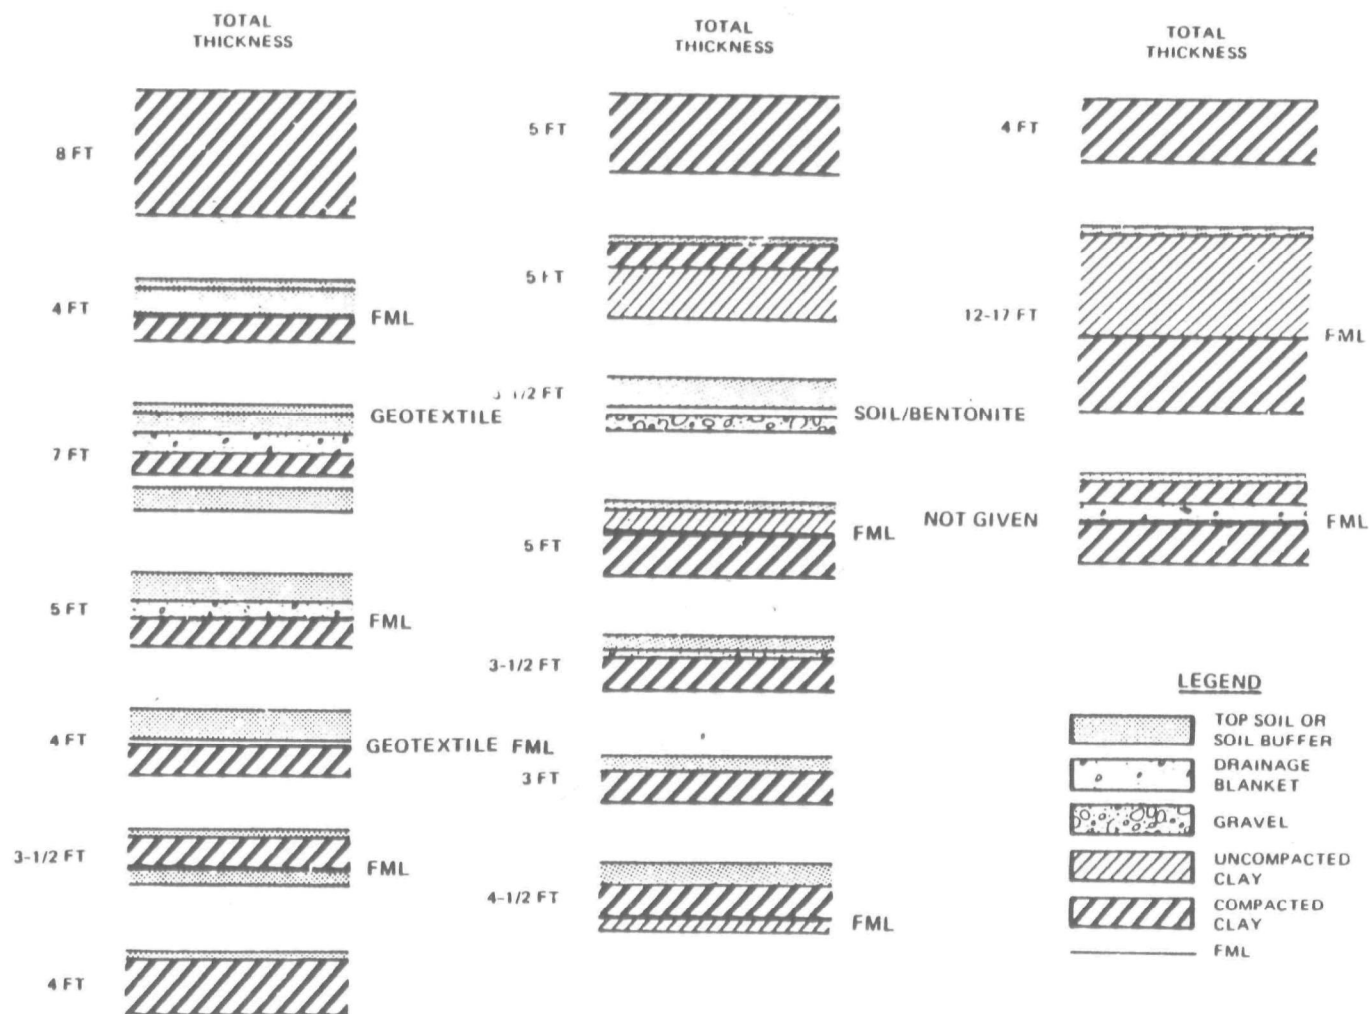 TOTAL
THICKNESS
8 FT
4 FT
FML
GEOTEXTILE
7 FT
5 FT
FML
4 FT
GEOTEXTILE FML
3-1/2 FT
FML
4 FT
TOTAL
THICKNESS
5 FT
5 FT
1/2 FT
SOIL/BENTONITE
FML
5 FT
3-1/2 FT
3 FT
4-1/2 FT
FML
TOTAL
THICKNESS
4 FT
12-17 FT
FML
NOT GIVEN
FML
LEGEND
TOP SOIL OR
SOIL BUFFER
DRAINAGE
BLANKET
GRAVEL
UNCOMPACTED
CLAY
COMPACTED
CLAY
FML